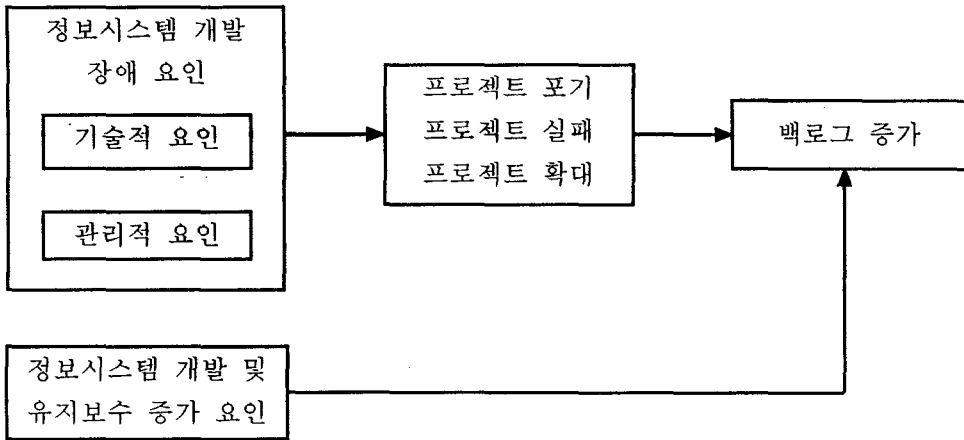 정보시스템 개발
장애 요인
기술적 요인
관리적 요인
프로젝트 포기
프로젝트 실패
프로젝트 확대
백로그 증가
정보시스템 개발 및
유지보수 증가 요인